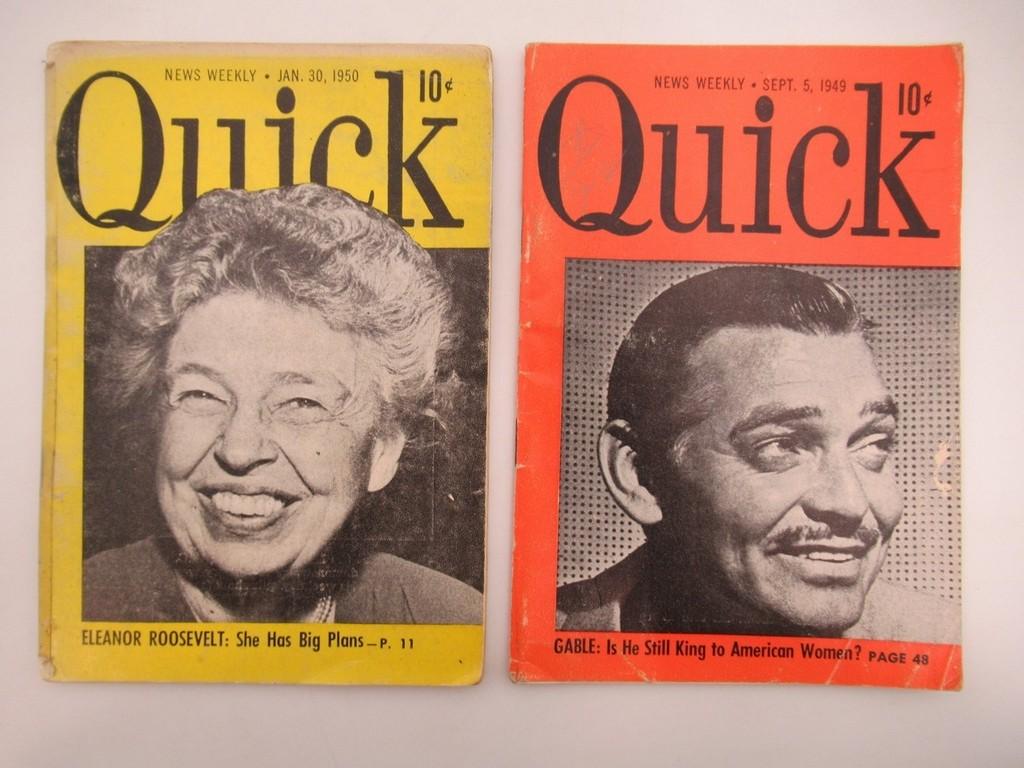 NEWS WEEKLY • JAN. 30, 1950
10¢
Quick
ELEANOR ROOSEVELT: She Has Big Plans—P. 11
NEWS WEEKLY • SEPT. 5, 1949
10¢
Quick
GABLE: Is He Still King to American Women? PAGE 48